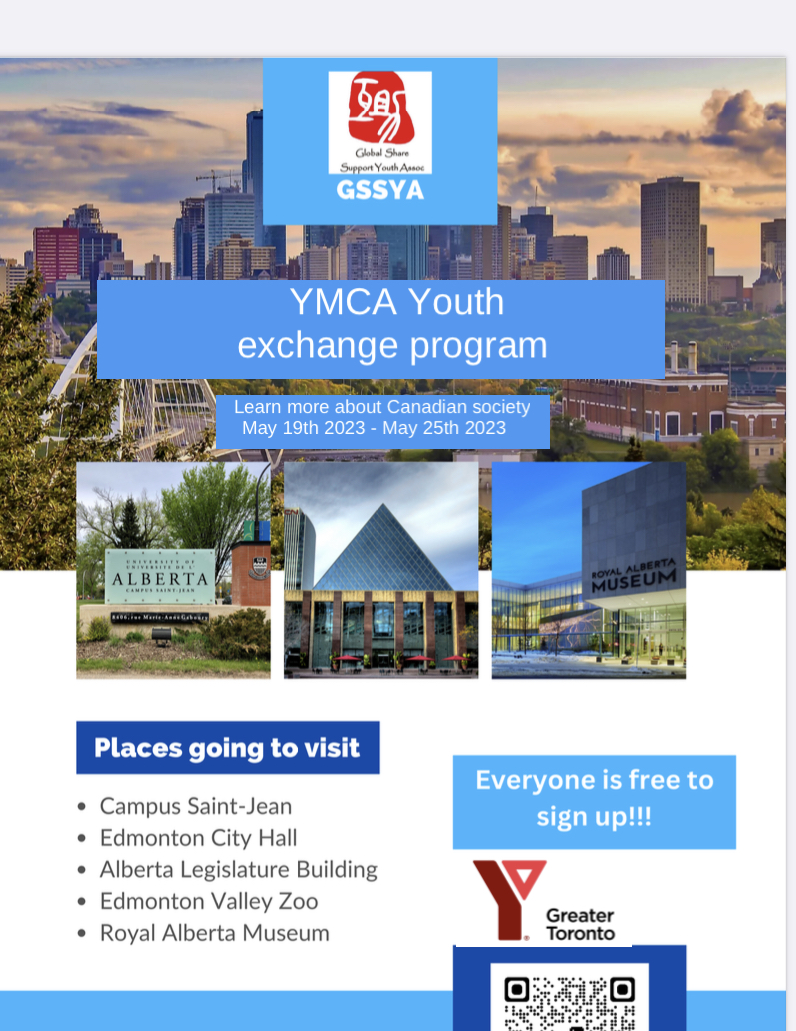 Global Share
Support Youth Assoc
GSSYA
YMCA Youth
exchange program
Learn more about Canadian society
May 19th 2023 - May 25th 2023
UNIVERSITY OF
UNIVERSITÉ DE L'
ALBERTA
CAMPUS SAINT-JEAN
8406, rue Marie-Anne Gaboury
ROYAL ALBERTA
MUSEUM
Places going to visit
• Campus Saint-Jean
• Edmonton City Hall
• Alberta Legislature Building
• Edmonton Valley Zoo
• Royal Alberta Museum
Everyone is free to
sign up!!!
Greater
Toronto